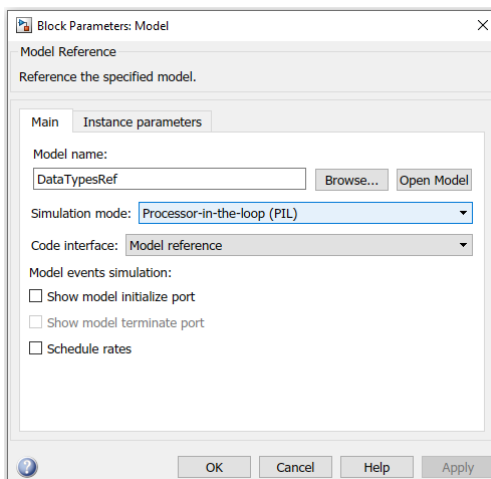 Block Parameters: Model
Model Reference
Reference the specified model.
Main Instance parameters
Model name:
DataTypesRef Browse... Open Model
Simulation mode: Processor-in-the-loop (PIL)
Code interface: Model reference
Model events simulation:
Show model initialize port
Show model terminate port
Schedule rates
? OK Cancel Help Apply